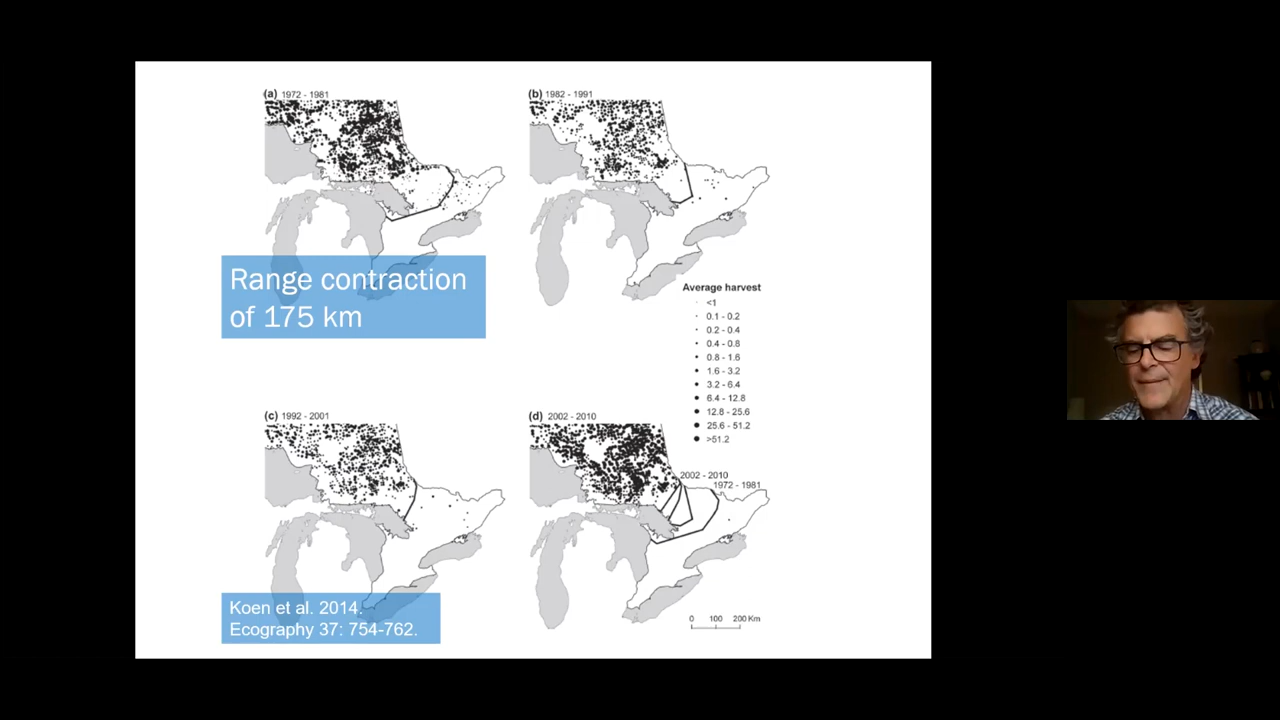 (a) 1972 - 1981
(b) 1982 - 1991
Range contraction
of 175 km
Average harvest
<1
0.1 - 0.2
0.2 - 0.4
0.4 - 0.8
0.8 - 1.6
1.6 - 3.2
3.2 - 6.4
6.4 - 12.8
12.8 - 25.6
25.6 - 51.2
>51.2
(c) 1992 - 2001
(d) 2002 - 2010
2002 - 2010
1972 - 1981
Koen et al. 2014.
Ecography 37: 754-762.
0 100 200 Km